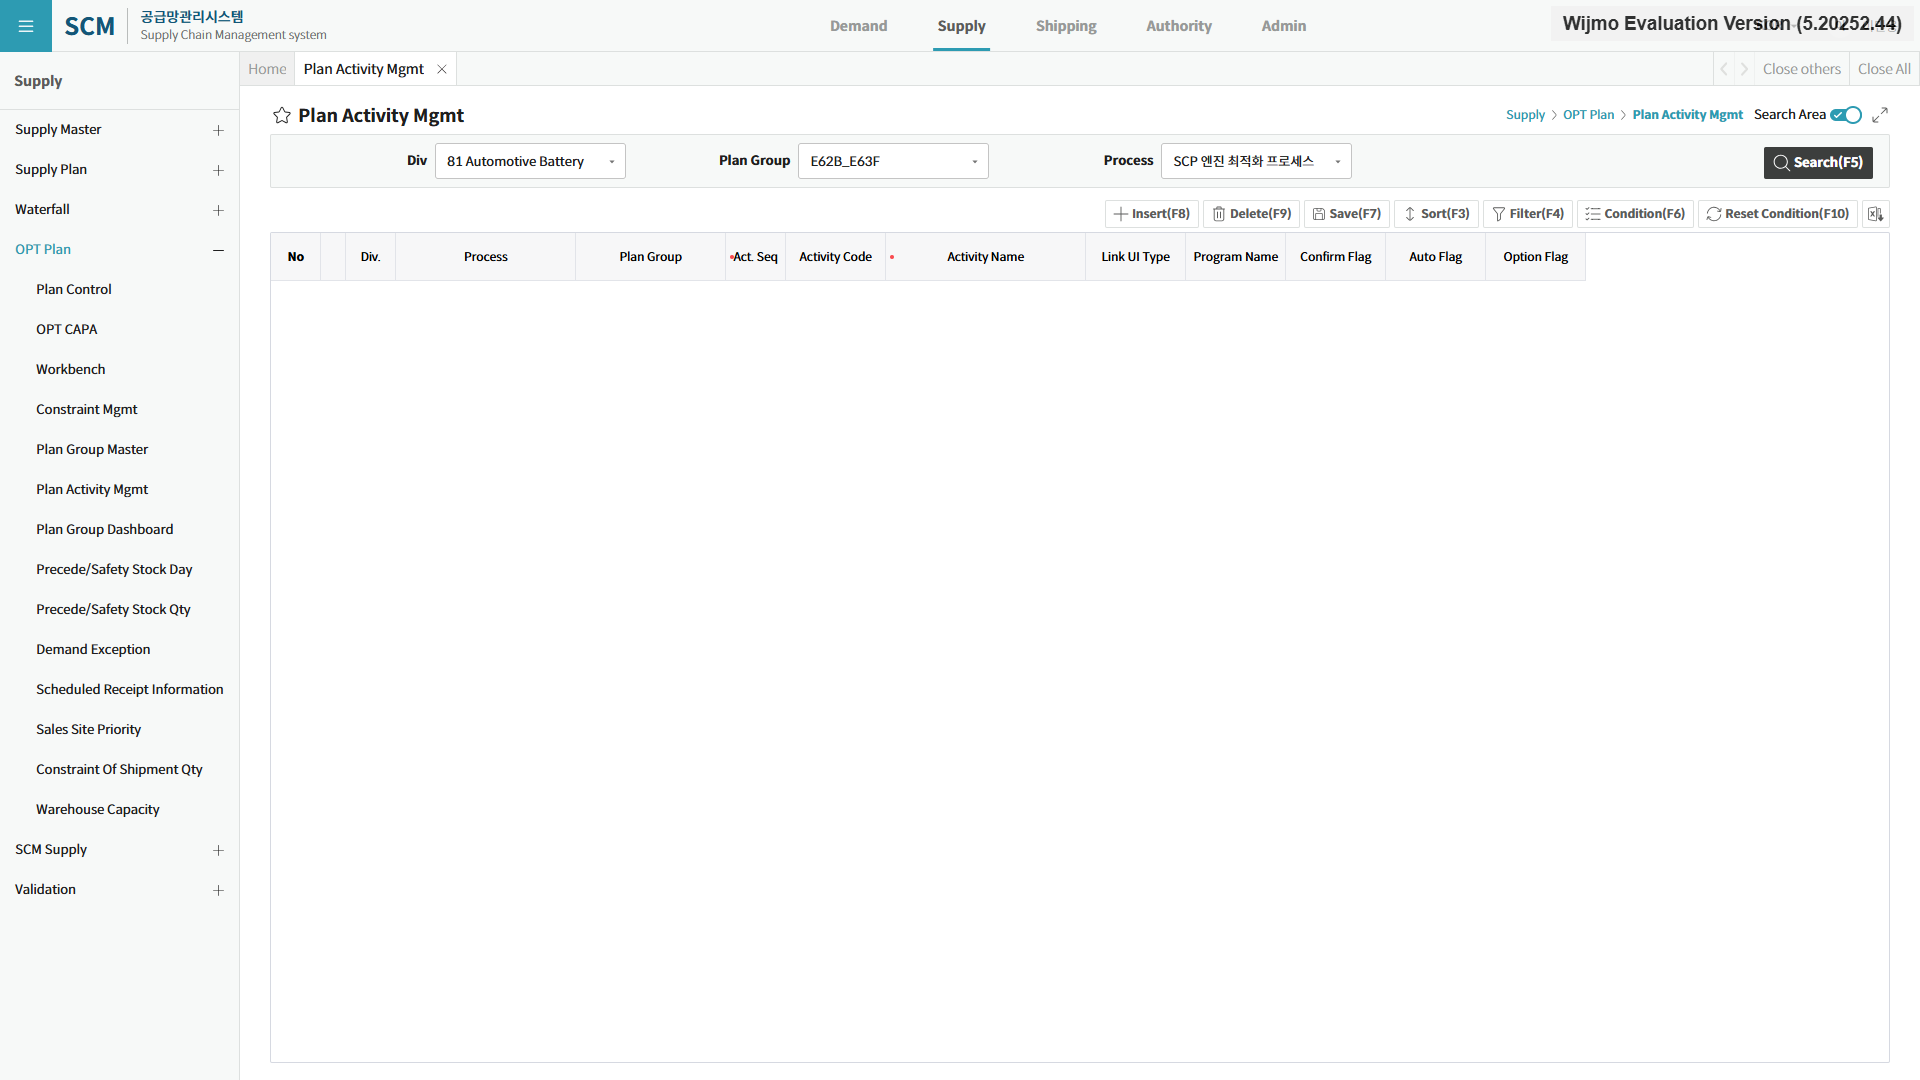 SCM
공급망관리시스템
Supply Chain Management system
Demand
Supply
Shipping
Authority
Admin
Wijmo Evaluation Version (5.20252.44)
Supply
Home
Plan Activity Mgmt
Close others
Close All
Supply Master
Supply Plan
Waterfall
OPT Plan
Plan Control
OPT CAPA
Workbench
Constraint Mgmt
Plan Group Master
Plan Activity Mgmt
Plan Group Dashboard
Precede/Safety Stock Day
Precede/Safety Stock Qty
Demand Exception
Scheduled Receipt Information
Sales Site Priority
Constraint Of Shipment Qty
Warehouse Capacity
SCM Supply
Validation
Plan Activity Mgmt
Supply > OPT Plan > Plan Activity Mgmt
Search Area
Div
81 Automotive Battery
Plan Group
E62B_E63F
Process
SCP 엔진 최적화 프로세스
Search(F5)
Insert(F8)
Delete(F9)
Save(F7)
Sort(F3)
Filter(F4)
Condition(F6)
Reset Condition(F10)
No
Div.
Process
Plan Group
Act. Seq
Activity Code
Activity Name
Link UI Type
Program Name
Confirm Flag
Auto Flag
Option Flag